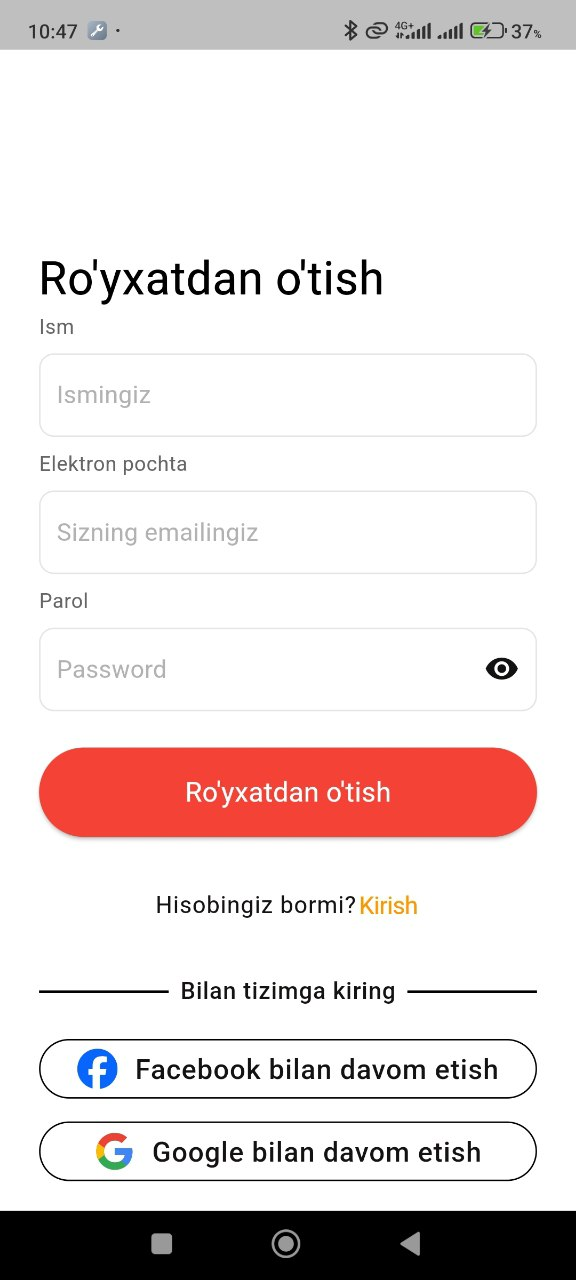 10:47 4G+ 37%
Ro'yxatdan o'tish
Ism
Ismingiz
Elektron pochta
Sizning emailingiz
Parol
Password
Ro'yxatdan o'tish
Hisobingiz bormi? Kirish
Bilan tizimga kiring
Facebook bilan davom etish
Google bilan davom etish